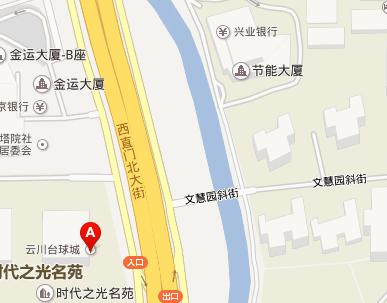 兴业银行
金运大厦-B座
节能大厦
金运大厦
京银行
塔院社
居委会
西直门北大街
文慧园斜街
文慧园斜街
A
云川台球城
入口
时代之光名苑
时代之光名苑
出口